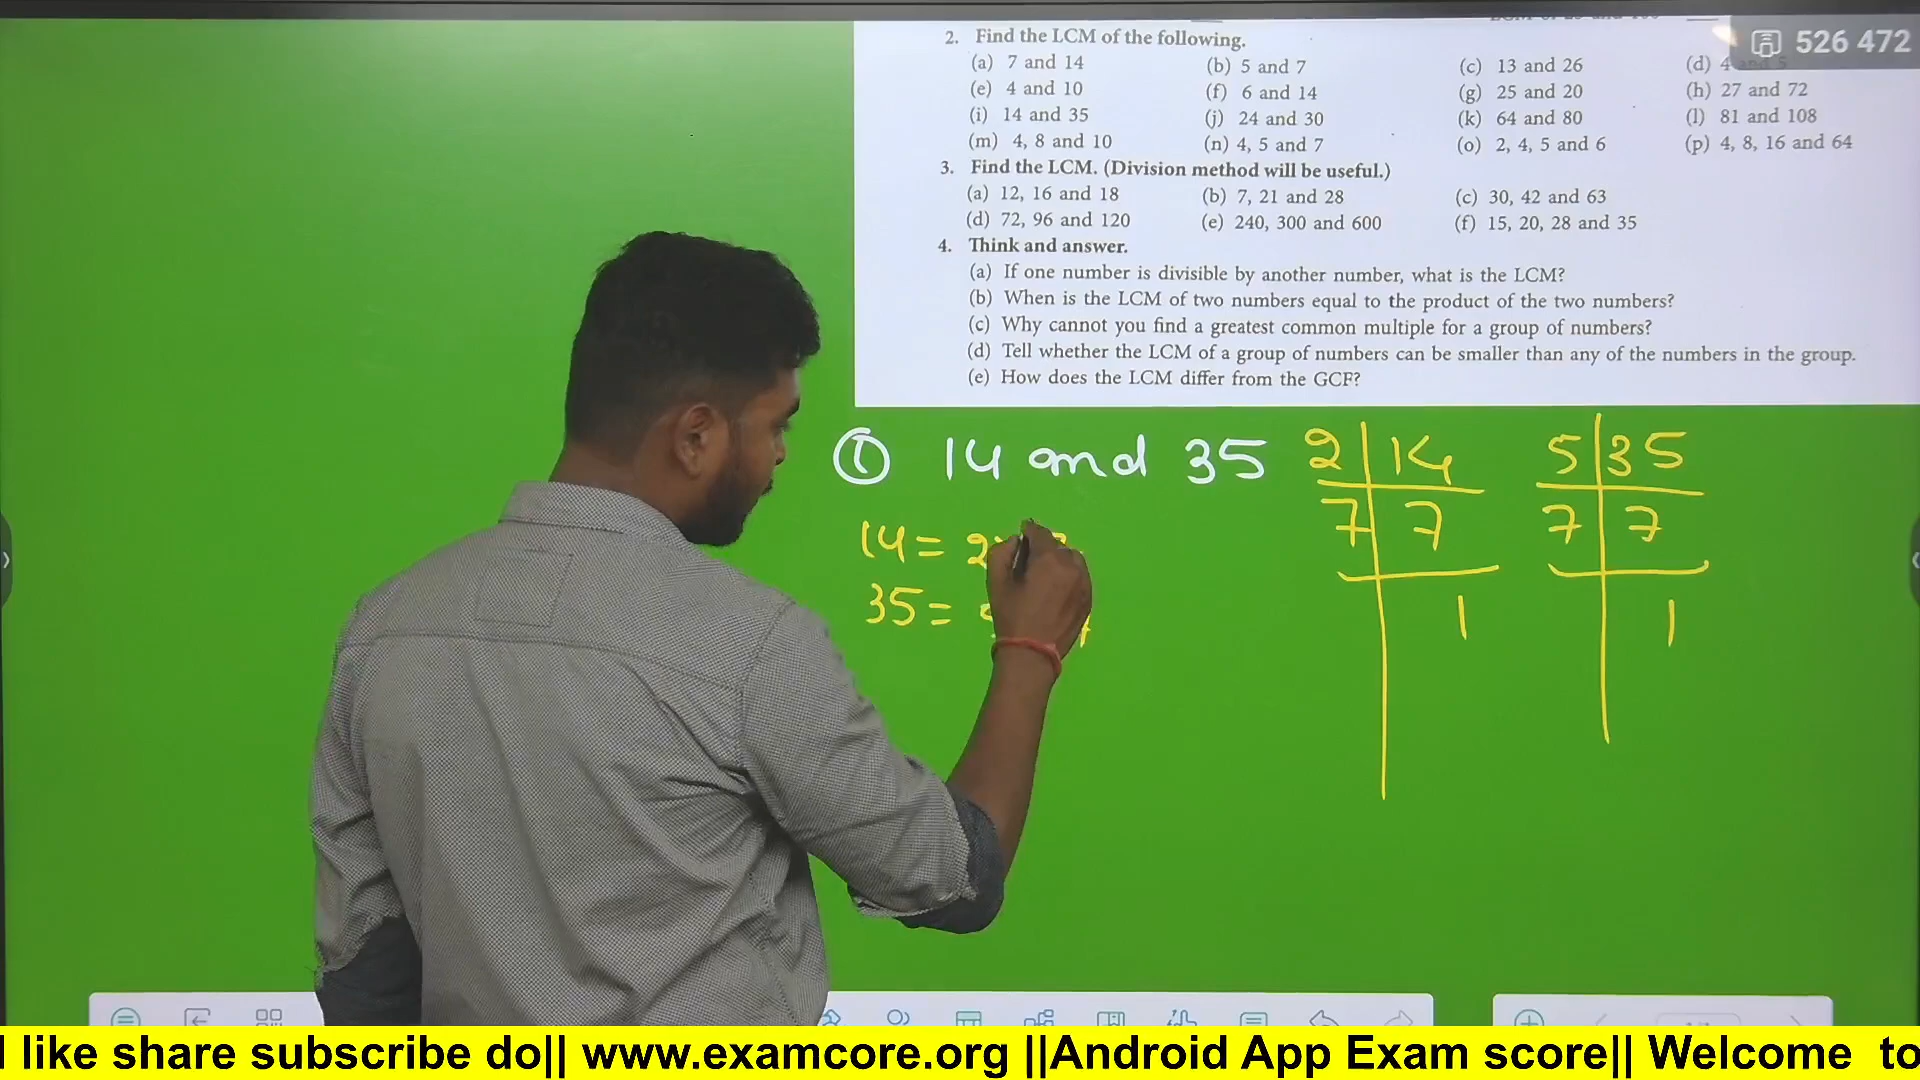 526 472
2. Find the LCM of the following.
(a) 7 and 14 (b) 5 and 7 (c) 13 and 26 (d) 4 and 5
(e) 4 and 10 (f) 6 and 14 (g) 25 and 20 (h) 27 and 72
(i) 14 and 35 (j) 24 and 30 (k) 64 and 80 (l) 81 and 108
(m) 4, 8 and 10 (n) 4, 5 and 7 (o) 2, 4, 5 and 6 (p) 4, 8, 16 and 64
3. Find the LCM. (Division method will be useful.)
(a) 12, 16 and 18 (b) 7, 21 and 28 (c) 30, 42 and 63
(d) 72, 96 and 120 (e) 240, 300 and 600 (f) 15, 20, 28 and 35
4. Think and answer.
(a) If one number is divisible by another number, what is the LCM?
(b) When is the LCM of two numbers equal to the product of the two numbers?
(c) Why cannot you find a greatest common multiple for a group of numbers?
(d) Tell whether the LCM of a group of numbers can be smaller than any of the numbers in the group.
(e) How does the LCM differ from the GCF?
(i) 14 and 35
14 = 2
35 =
2 14
7 7
1
5 35
7 7
1
like share subscribe do|| www.examcore.org ||Android App Exam score|| Welcome to